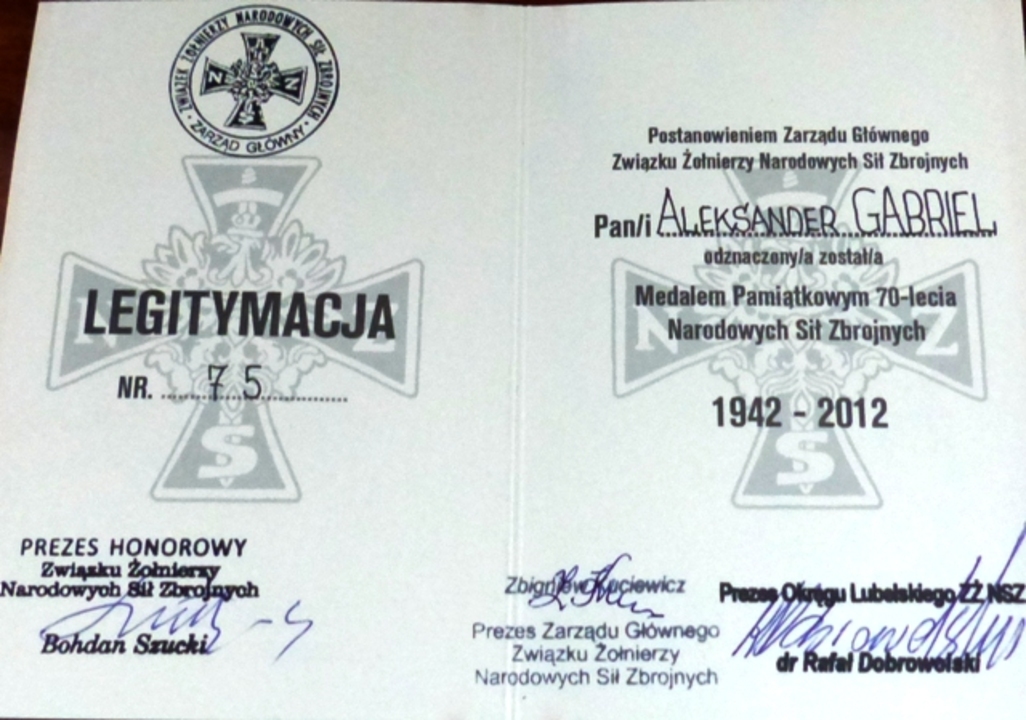 ZWIĄZEK ŻOŁNIERZY NARODOWYCH SIŁ ZBROJNYCH
· ZARZĄD GŁÓWNY ·
N Z
LEGITYMACJA
NR. 75
S
PREZES HONOROWY
Związku Żołnierzy
Narodowych Sił Zbrojnych
Bohdan Szucki
Postanowieniem Zarządu Głównego
Związku Żołnierzy Narodowych Sił Zbrojnych
Pan/i ALEKSANDER GABRIEL
odznaczony/a został/a
Medalem Pamiątkowym 70-lecia
Narodowych Sił Zbrojnych
N Z
1942 - 2012
S
Zbigniew Kuciewicz
Prezes Zarządu Głównego
Związku Żołnierzy
Narodowych Sił Zbrojnych
Prezes Okręgu Lubelskiego ZŻ NSZ
dr Rafał Dobrowolski